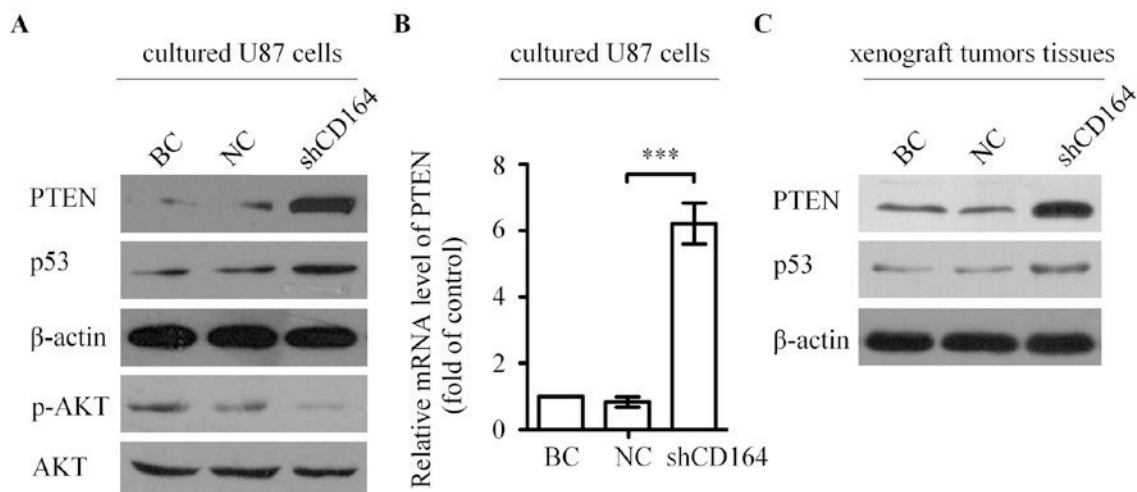 A
cultured U87 cells
BC NC shCD164
PTEN
p53
β-actin
p-AKT
AKT
B
cultured U87 cells
Relative mRNA level of PTEN
(fold of control)
8
6
4
2
0
***
BC NC shCD164
C
xenograft tumors tissues
BC NC shCD164
PTEN
p53
β-actin